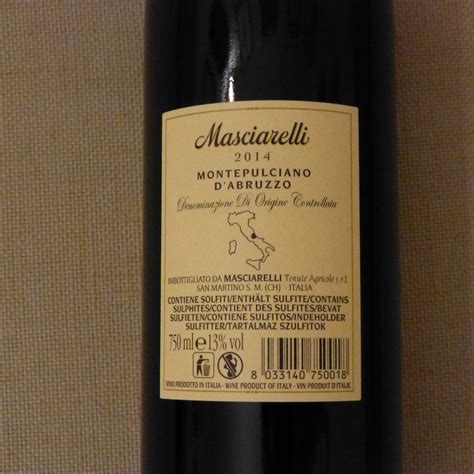 Masciarelli
2014
MONTEPULCIANO
D'ABRUZZO
Denominazione Di Origine Controllata
IMBOTTIGLIATO DA MASCIARELLI Tenute Agricole s.r.l.
SAN MARTINO S. M. (CH) - ITALIA
CONTIENE SOLFITI/ENTHÄLT SULFITE/CONTAINS
SULPHITES/CONTIENT DES SULFITES/BEVAT
SULFIETEN/CONTIENE SULFITOS/INDEHOLDER
SULFITTER/TARTALMAZ SZULFITOK
750 ml e 13% vol
8 033140 750018
VINO PRODOTTO IN ITALIA - WINE PRODUCT OF ITALY - VIN PRODUIT D'ITALIE